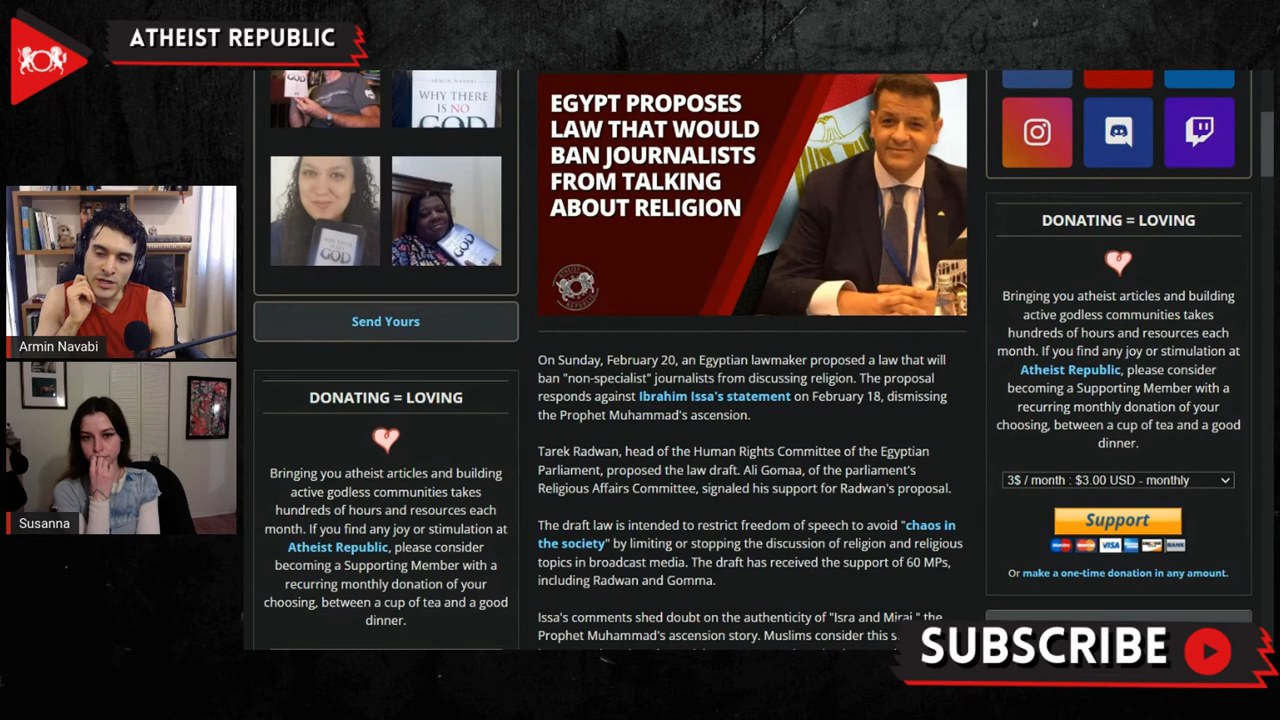 ATHEIST REPUBLIC
ARMIN NAVABI
WHY THERE
IS NO
GOD
GOD
GOD
GOD
Send Yours
DONATING = LOVING
Bringing you atheist articles and building
active godless communities takes
hundreds of hours and resources each
month. If you find any joy or stimulation at
Atheist Republic, please consider
becoming a Supporting Member with a
recurring monthly donation of your
choosing, between a cup of tea and a good
dinner.
EGYPT PROPOSES
LAW THAT WOULD
BAN JOURNALISTS
FROM TALKING
ABOUT RELIGION
On Sunday, February 20, an Egyptian lawmaker proposed a law that will
ban "non-specialist" journalists from discussing religion. The proposal
responds against Ibrahim Issa's statement on February 18, dismissing
the Prophet Muhammad's ascension.
Tarek Radwan, head of the Human Rights Committee of the Egyptian
Parliament, proposed the law draft. Ali Gomaa, of the parliament's
Religious Affairs Committee, signaled his support for Radwan's proposal.
The draft law is intended to restrict freedom of speech to avoid "chaos in
the society" by limiting or stopping the discussion of religion and religious
topics in broadcast media. The draft has received the support of 60 MPs,
including Radwan and Gomma.
Issa's comments shed doubt on the authenticity of "Isra and Miraj," the
Prophet Muhammad's ascension story. Muslims consider this
DONATING = LOVING
Bringing you atheist articles and building
active godless communities takes
hundreds of hours and resources each
month. If you find any joy or stimulation at
Atheist Republic, please consider
becoming a Supporting Member with a
recurring monthly donation of your
choosing, between a cup of tea and a good
dinner.
3$ / month : $3.00 USD - monthly
Support
VISA
BANK
Or make a one-time donation in any amount.
Armin Navabi
Susanna
SUBSCRIBE